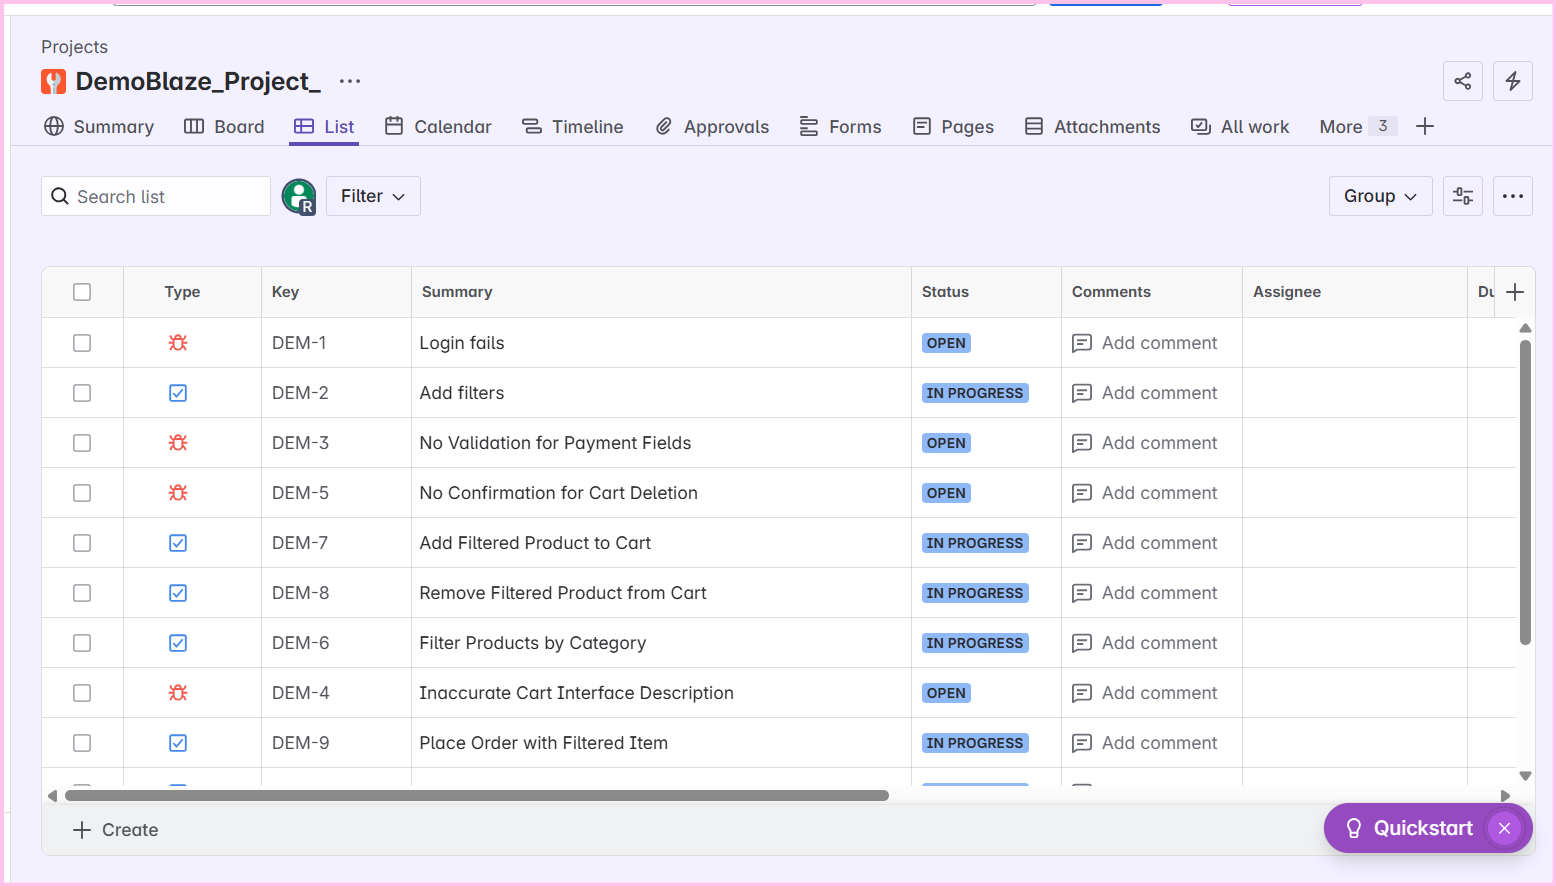 Projects
DemoBlaze_Project_
Summary Board List Calendar Timeline Approvals Forms Pages Attachments All work More 3
Search list R Filter Group
Type Key Summary Status Comments Assignee
DEM-1 Login fails OPEN Add comment
DEM-2 Add filters IN PROGRESS Add comment
DEM-3 No Validation for Payment Fields OPEN Add comment
DEM-5 No Confirmation for Cart Deletion OPEN Add comment
DEM-7 Add Filtered Product to Cart IN PROGRESS Add comment
DEM-8 Remove Filtered Product from Cart IN PROGRESS Add comment
DEM-6 Filter Products by Category IN PROGRESS Add comment
DEM-4 Inaccurate Cart Interface Description OPEN Add comment
DEM-9 Place Order with Filtered Item IN PROGRESS Add comment
Create
Quickstart